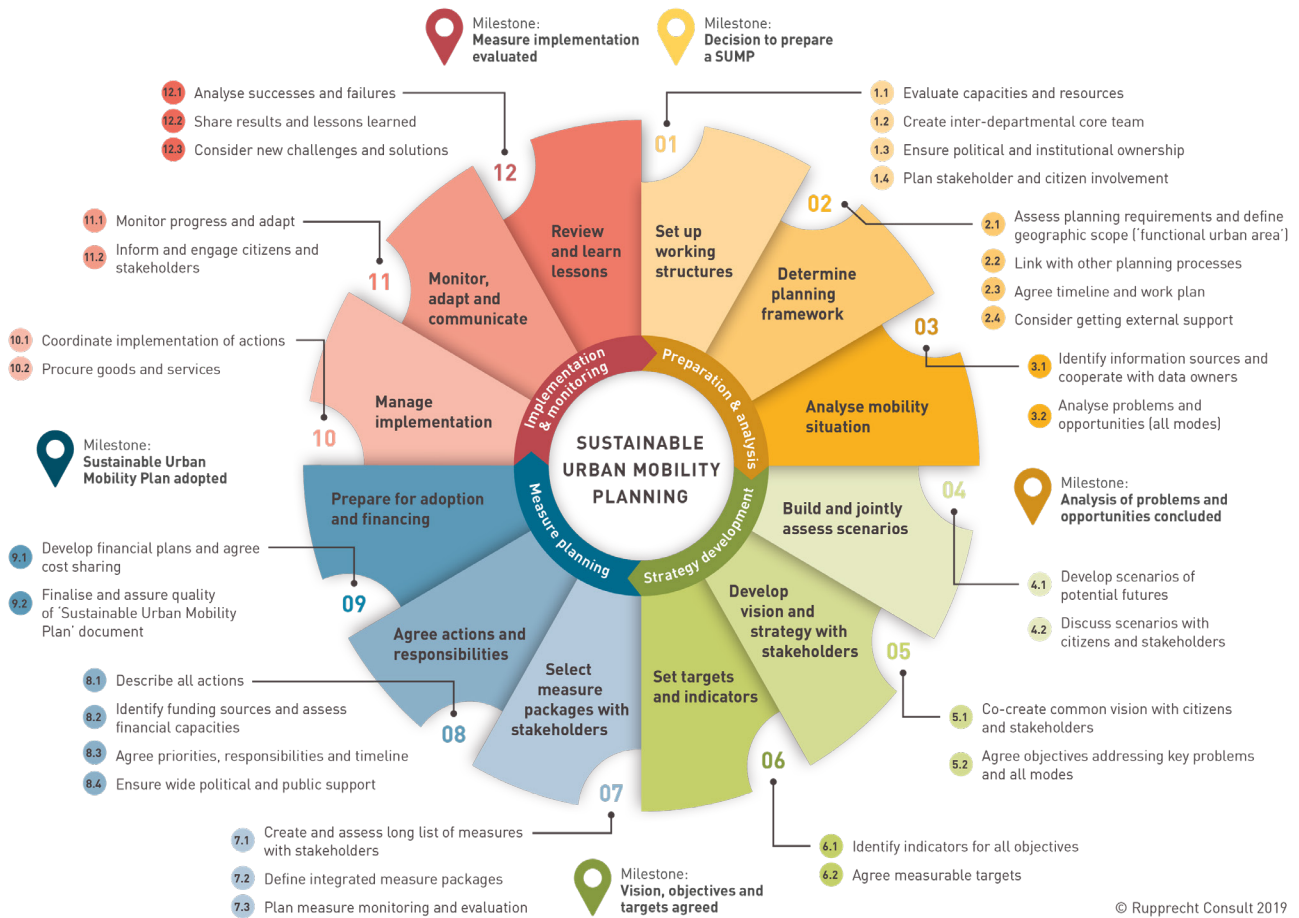 Milestone:
Measure implementation
evaluated
Milestone:
Decision to prepare
a SUMP
12.1 Analyse successes and failures
12.2 Share results and lessons learned
12.3 Consider new challenges and solutions
1.1 Evaluate capacities and resources
1.2 Create inter-departmental core team
1.3 Ensure political and institutional ownership
1.4 Plan stakeholder and citizen involvement
11.1 Monitor progress and adapt
11.2 Inform and engage citizens and
stakeholders
2.1 Assess planning requirements and define
geographic scope (‘functional urban area’)
2.2 Link with other planning processes
2.3 Agree timeline and work plan
2.4 Consider getting external support
10.1 Coordinate implementation of actions
10.2 Procure goods and services
3.1 Identify information sources and
cooperate with data owners
3.2 Analyse problems and
opportunities (all modes)
Milestone:
Sustainable Urban
Mobility Plan adopted
Milestone:
Analysis of problems and
opportunities concluded
01
Set up
working
structures
02
Determine
planning
framework
03
Analyse mobility
situation
04
Build and jointly
assess scenarios
05
Develop
vision and
strategy with
stakeholders
06
Set targets
and indicators
07
Select
measure
packages with
stakeholders
08
Agree actions and
responsibilities
09
Prepare for adoption
and financing
10
Manage
implementation
11
Monitor,
adapt and
communicate
12
Review
and learn
lessons
Preparation & analysis
Strategy development
Measure planning
Implementation
& monitoring
SUSTAINABLE
URBAN MOBILITY
PLANNING
9.1 Develop financial plans and agree
cost sharing
9.2 Finalise and assure quality
of ‘Sustainable Urban Mobility
Plan’ document
4.1 Develop scenarios of
potential futures
4.2 Discuss scenarios with
citizens and stakeholders
8.1 Describe all actions
8.2 Identify funding sources and assess
financial capacities
8.3 Agree priorities, responsibilities and timeline
8.4 Ensure wide political and public support
5.1 Co-create common vision with citizens
and stakeholders
5.2 Agree objectives addressing key problems
and all modes
7.1 Create and assess long list of measures
with stakeholders
7.2 Define integrated measure packages
7.3 Plan measure monitoring and evaluation
Milestone:
Vision, objectives and
targets agreed
6.1 Identify indicators for all objectives
6.2 Agree measurable targets
© Rupprecht Consult 2019